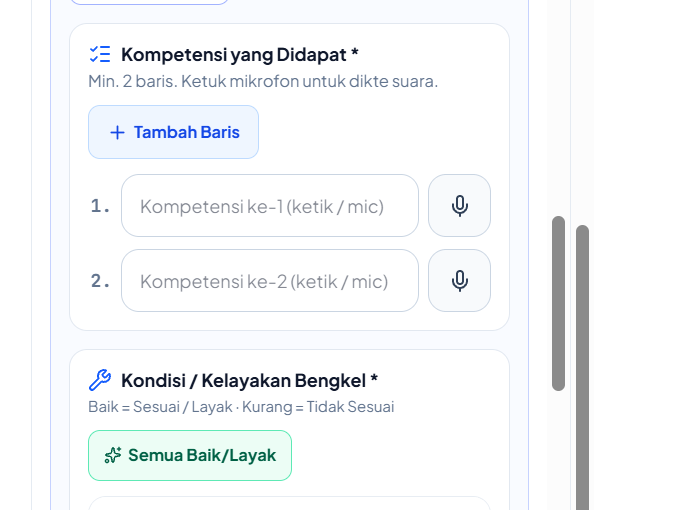 Kompetensi yang Didapat *
Min. 2 baris. Ketuk mikrofon untuk dikte suara.
+ Tambah Baris
1. Kompetensi ke-1 (ketik / mic)
2. Kompetensi ke-2 (ketik / mic)
Kondisi / Kelayakan Bengkel *
Baik = Sesuai / Layak · Kurang = Tidak Sesuai
Semua Baik/Layak